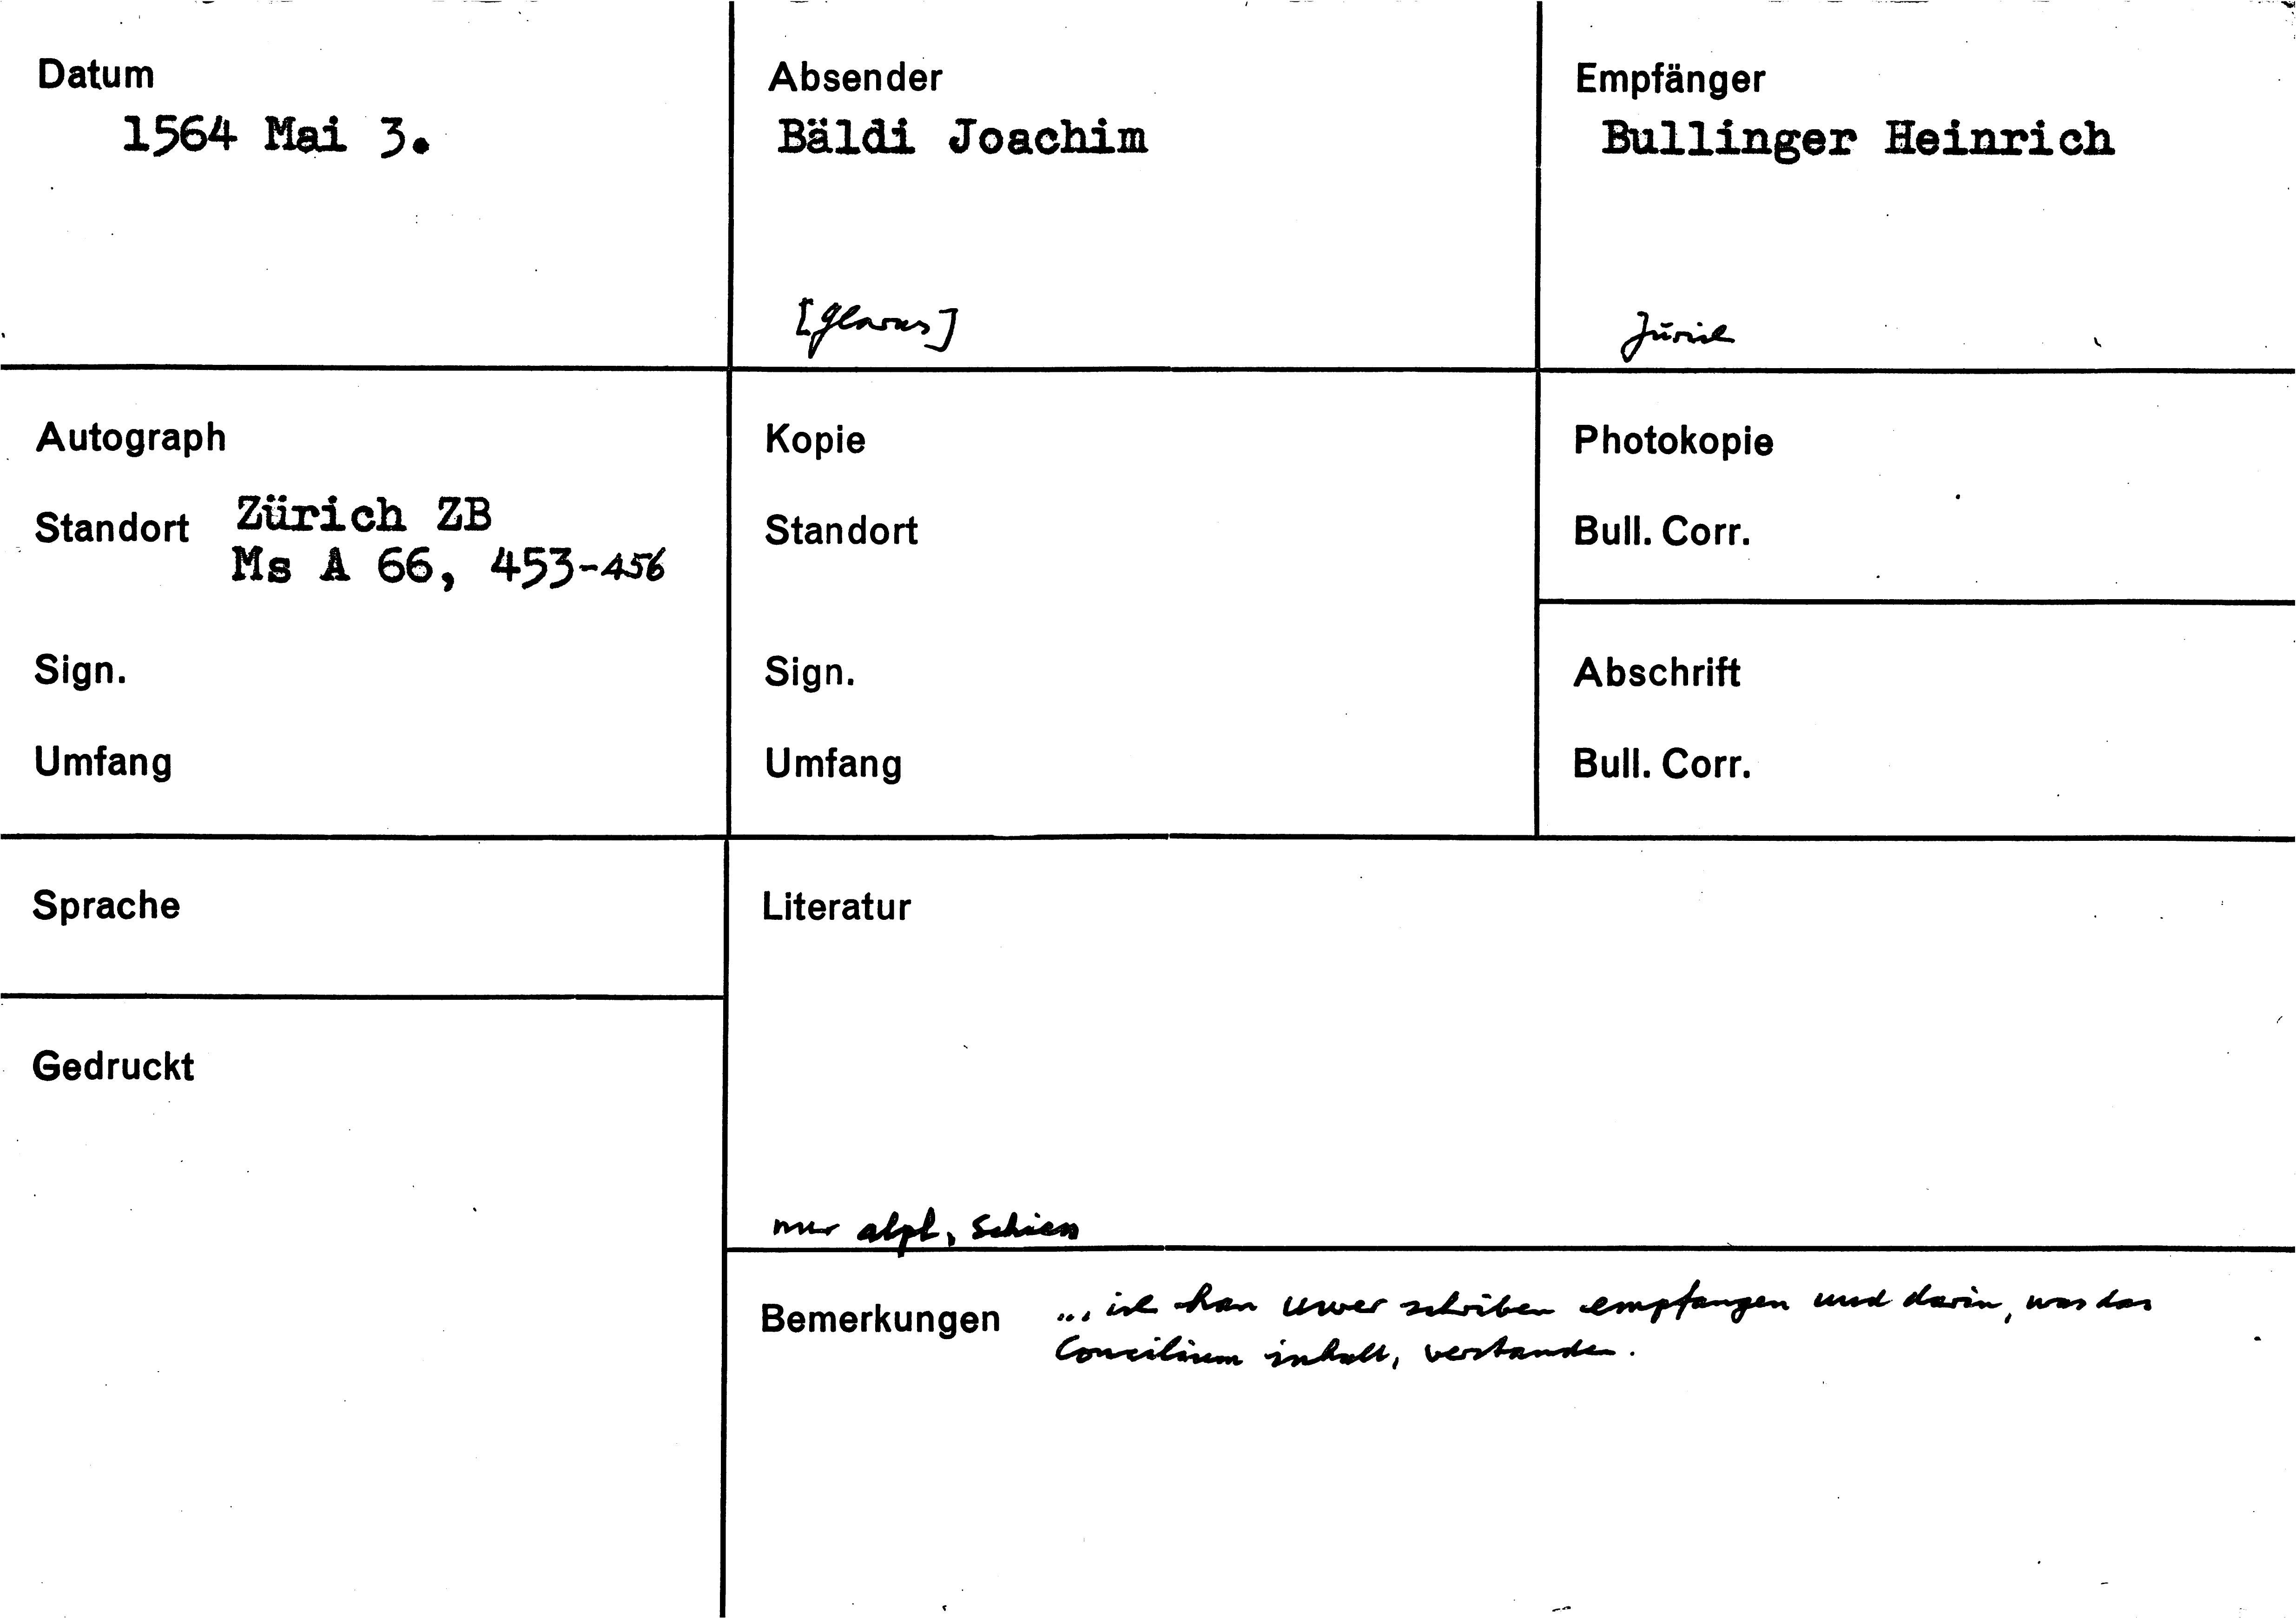 Datum
1564 Mai 3.
Absender
Bäldi Joachim
[Glarus]
Empfänger
Bullinger Heinrich
Zürich
Autograph
Standort Zürich ZB
Ms A 66, 453-456
Sign.
Umfang
Kopie
Standort
Sign.
Umfang
Photokopie
Bull. Corr.
Abschrift
Bull. Corr.
Sprache
Gedruckt
Literatur
nur alph.
Bemerkungen ... ich han uwer schriben empfangen und darin, was das
Concilium inhalt, verstanden.